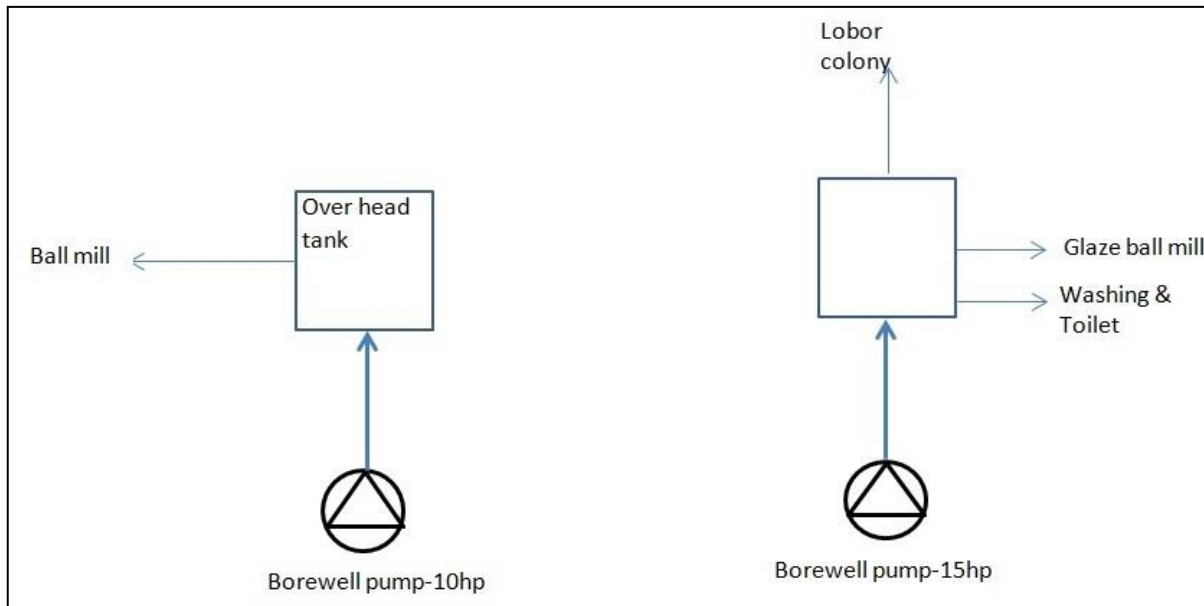 Lobor
colony
Over head
tank
Ball mill
Glaze ball mill
Washing &
Toilet
Borewell pump-10hp
Borewell pump-15hp